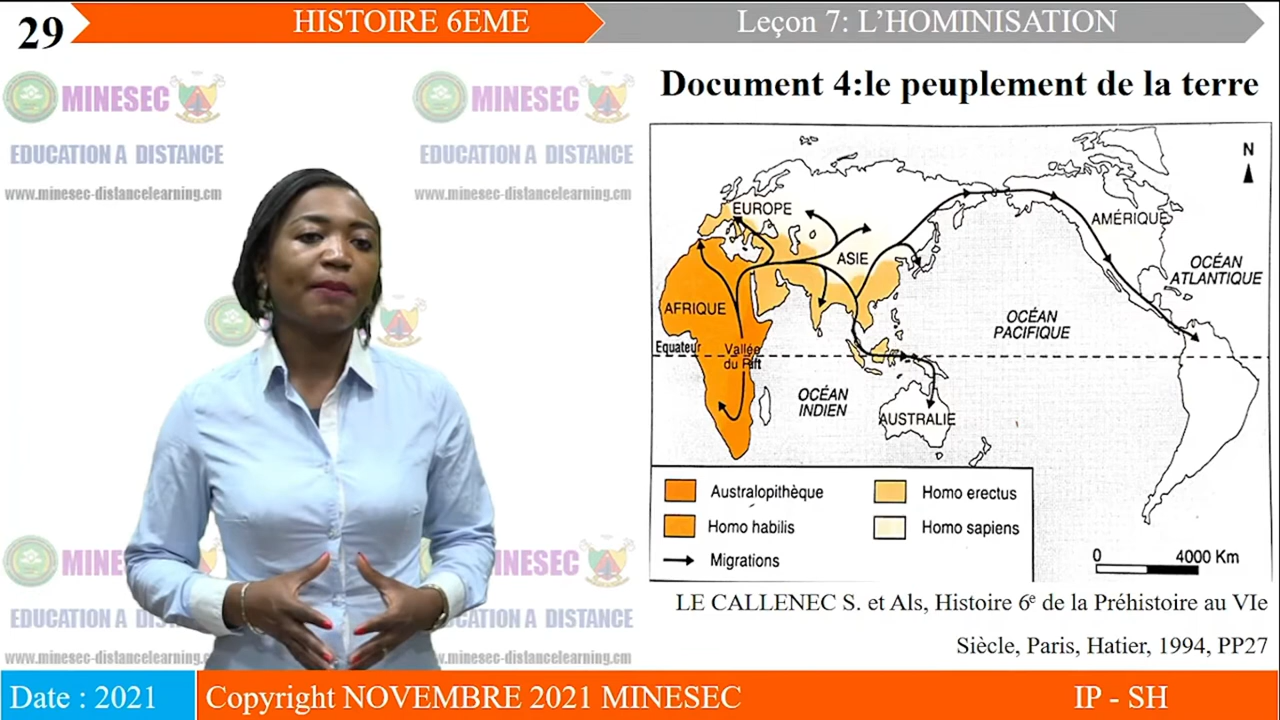 29
HISTOIRE 6EME
Leçon 7: L’HOMINISATION
MINESEC
EDUCATION A DISTANCE
www.minesec-distancelearning.cm
MINESEC
EDUCATION A DISTANCE
www.minesec-distancelearning.cm
MINESEC
EDUCATION A DISTANCE
www.minesec-distancelearning.cm
MINESEC
EDUCATION A DISTANCE
www.minesec-distancelearning.cm
Document 4:le peuplement de la terre
N
EUROPE
ASIE
AMÉRIQUE
OCÉAN
ATLANTIQUE
AFRIQUE
OCÉAN
PACIFIQUE
Equateur
Vallée
du Rift
OCÉAN
INDIEN
AUSTRALIE
Australopithèque
Homo erectus
Homo habilis
Homo sapiens
Migrations
0 4000 Km
LE CALLENEC S. et Als, Histoire 6e de la Préhistoire au VIe
Siècle, Paris, Hatier, 1994, PP27
Date : 2021
Copyright NOVEMBRE 2021 MINESEC
IP - SH